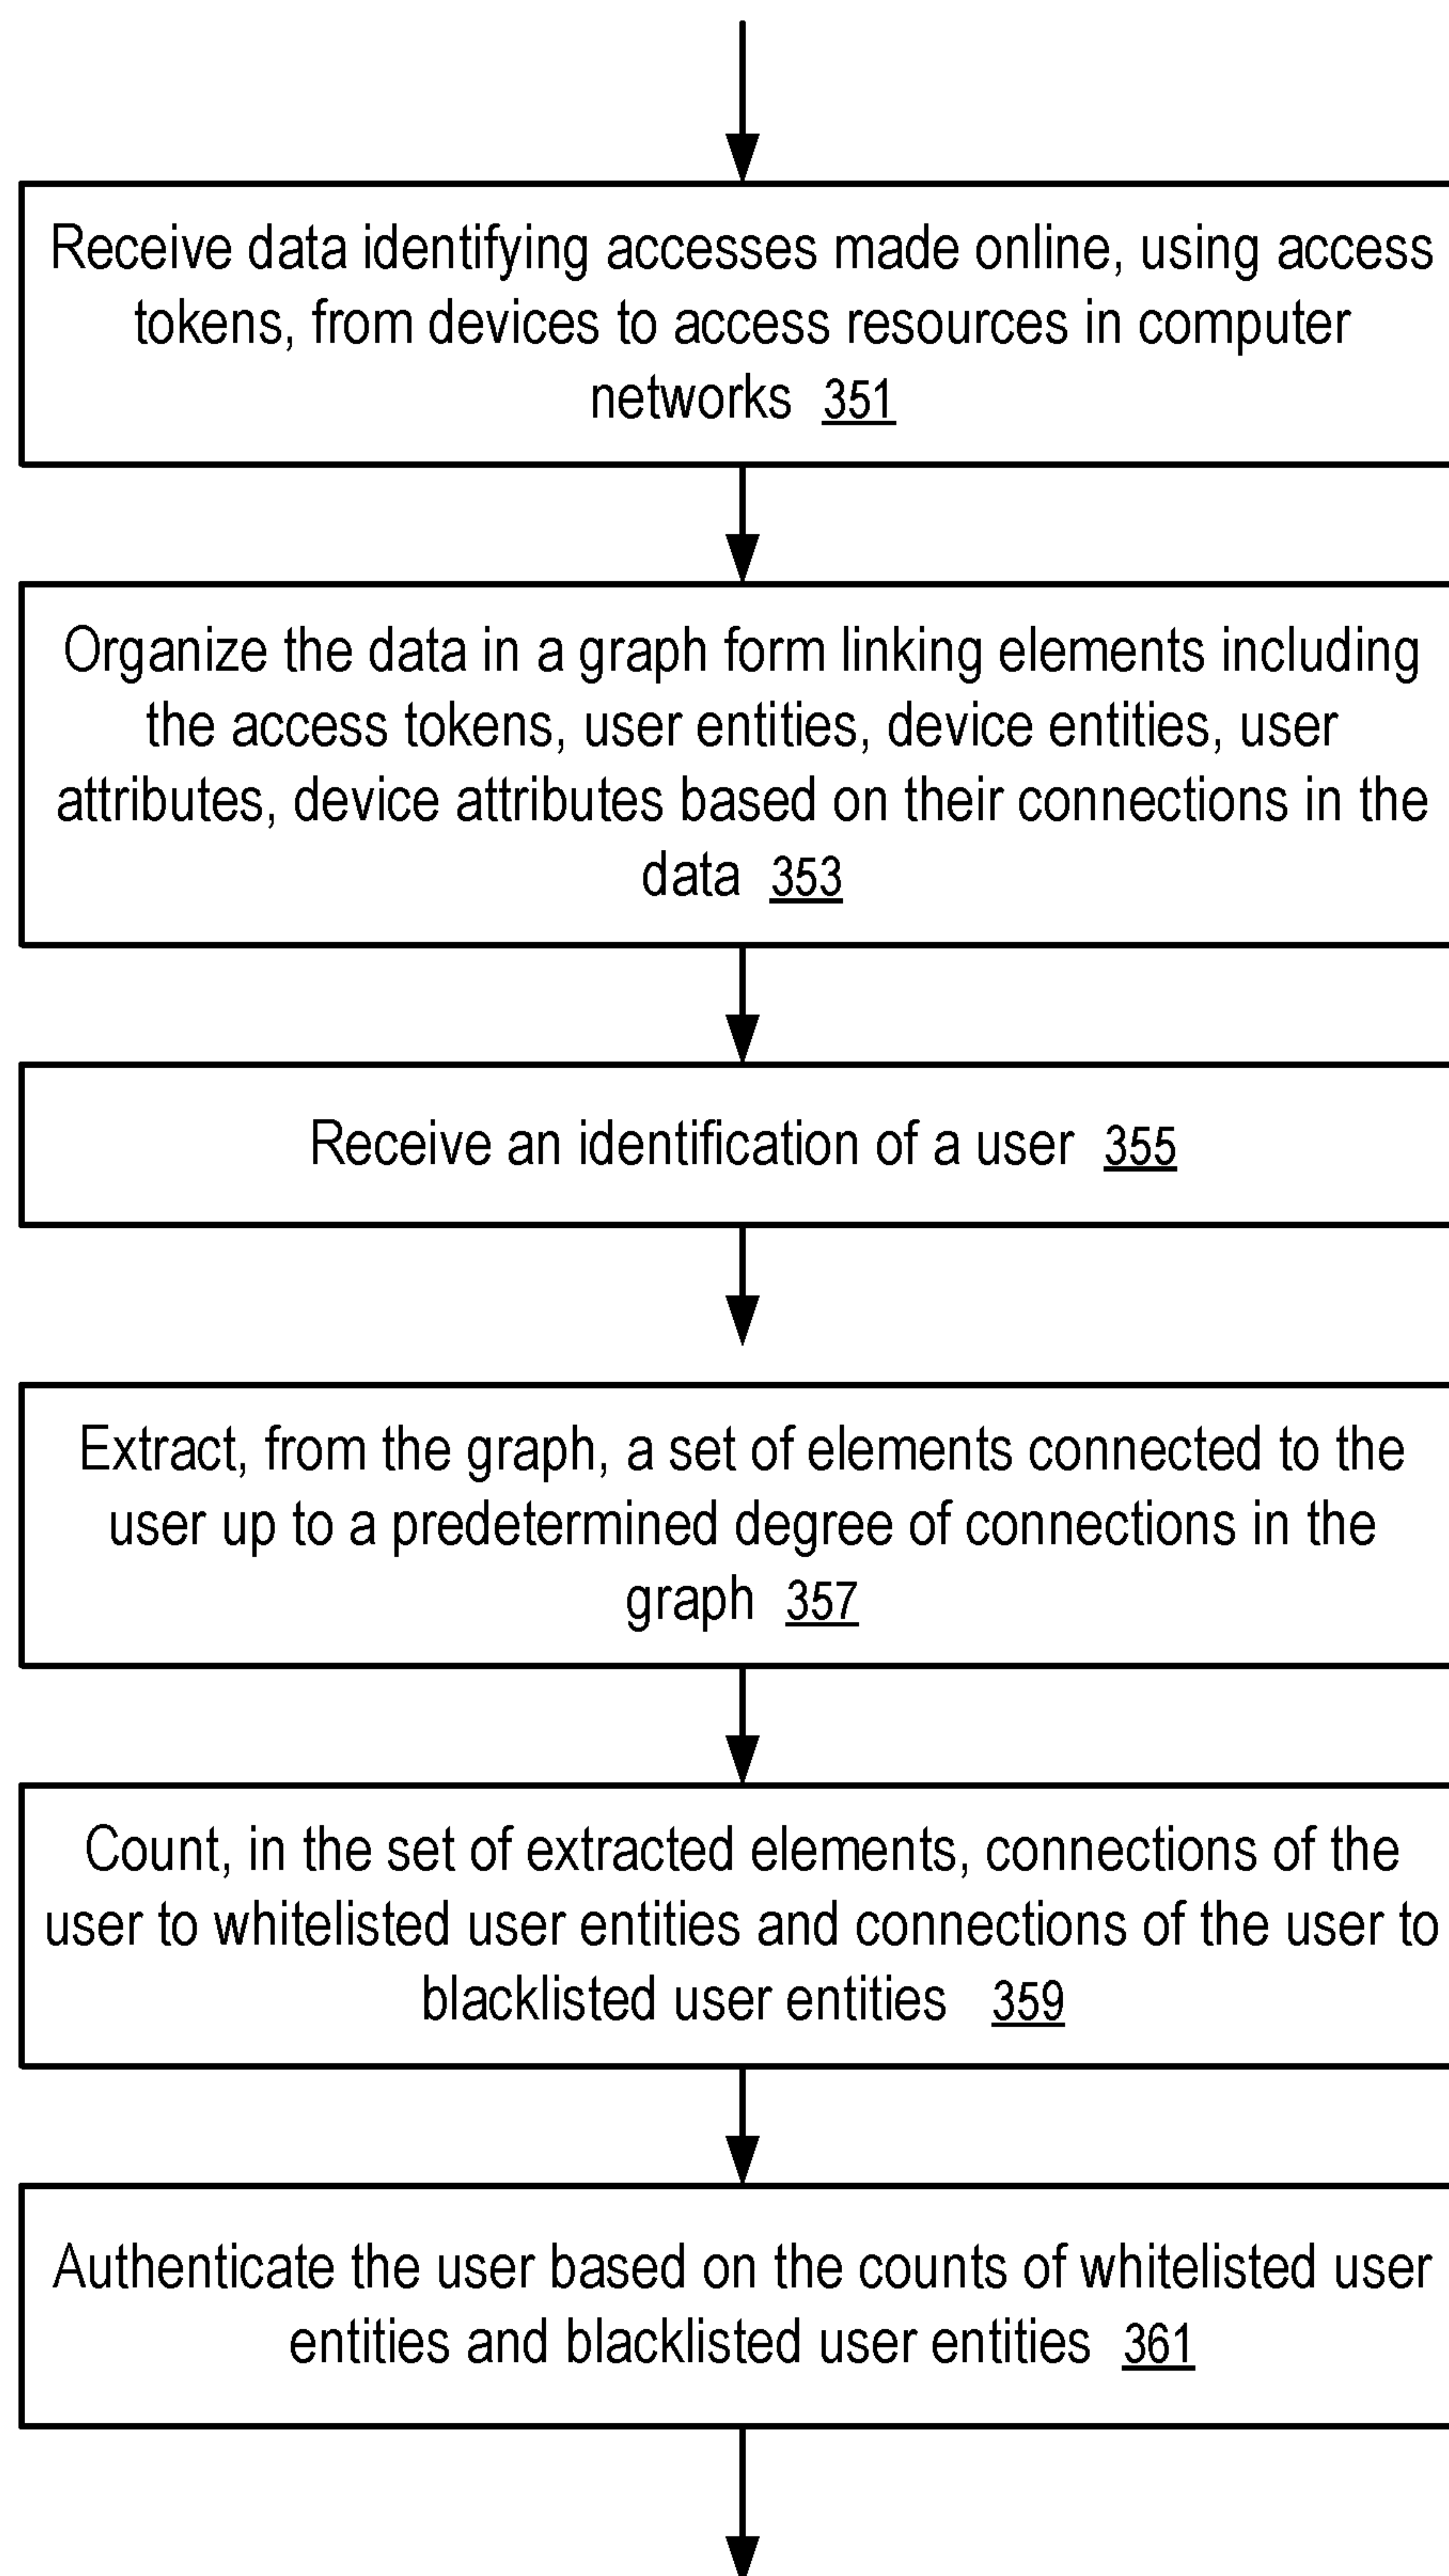 Receive data identifying accesses made online, using access
tokens, from devices to access resources in computer
networks 351
Organize the data in a graph form linking elements including
the access tokens, user entities, device entities, user
attributes, device attributes based on their connections in the
data 353
Receive an identification of a user 355
Extract, from the graph, a set of elements connected to the
user up to a predetermined degree of connections in the
graph 357
Count, in the set of extracted elements, connections of the
user to whitelisted user entities and connections of the user to
blacklisted user entities 359
Authenticate the user based on the counts of whitelisted user
entities and blacklisted user entities 361